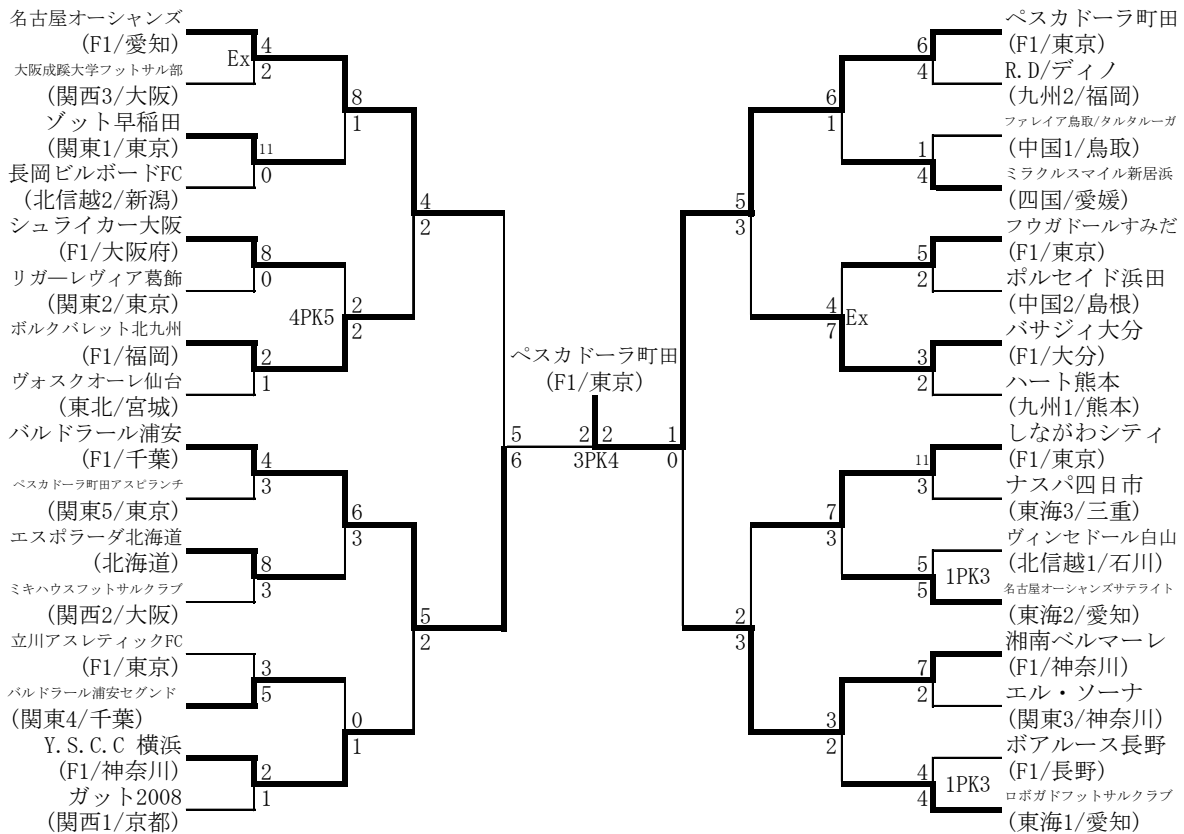 名古屋オーシャンズ
(F1/愛知)
4
Ex
2
大阪成蹊大学フットサル部
(関西3/大阪)
8
1
ゾット早稲田
(関東1/東京)
11
0
長岡ビルボードFC
(北信越2/新潟)
4
2
シュライカー大阪
(F1/大阪府)
8
0
リガーレヴィア葛飾
(関東2/東京)
4PK5
2
2
ボルクバレット北九州
(F1/福岡)
2
1
ヴォスクオーレ仙台
(東北/宮城)
5
6
バルドラール浦安
(F1/千葉)
4
3
ペスカドーラ町田アスピランチ
(関東5/東京)
6
3
エスポラーダ北海道
(北海道)
8
3
ミキハウスフットサルクラブ
(関西2/大阪)
5
2
立川アスレティックFC
(F1/東京)
3
5
バルドラール浦安セグンド
(関東4/千葉)
0
1
Y.S.C.C 横浜
(F1/神奈川)
2
1
ガット2008
(関西1/京都)
ペスカドーラ町田
(F1/東京)
2 2
3PK4
ペスカドーラ町田
(F1/東京)
6
4
R.D/ディノ
(九州2/福岡)
6
1
ファレイア鳥取/タルタルーガ
(中国1/鳥取)
1
4
ミラクルスマイル新居浜
(四国/愛媛)
5
3
フウガドールすみだ
(F1/東京)
5
2
ポルセイド浜田
(中国2/島根)
4
7
Ex
バサジィ大分
(F1/大分)
3
2
ハート熊本
(九州1/熊本)
1
0
しながわシティ
(F1/東京)
11
3
ナスパ四日市
(東海3/三重)
7
3
ヴィンセドール白山
(北信越1/石川)
5
5
1PK3
名古屋オーシャンズサテライト
(東海2/愛知)
2
3
湘南ベルマーレ
(F1/神奈川)
7
2
エル・ソーナ
(関東3/神奈川)
3
2
ボアルース長野
(F1/長野)
4
4
1PK3
ロボガドフットサルクラブ
(東海1/愛知)